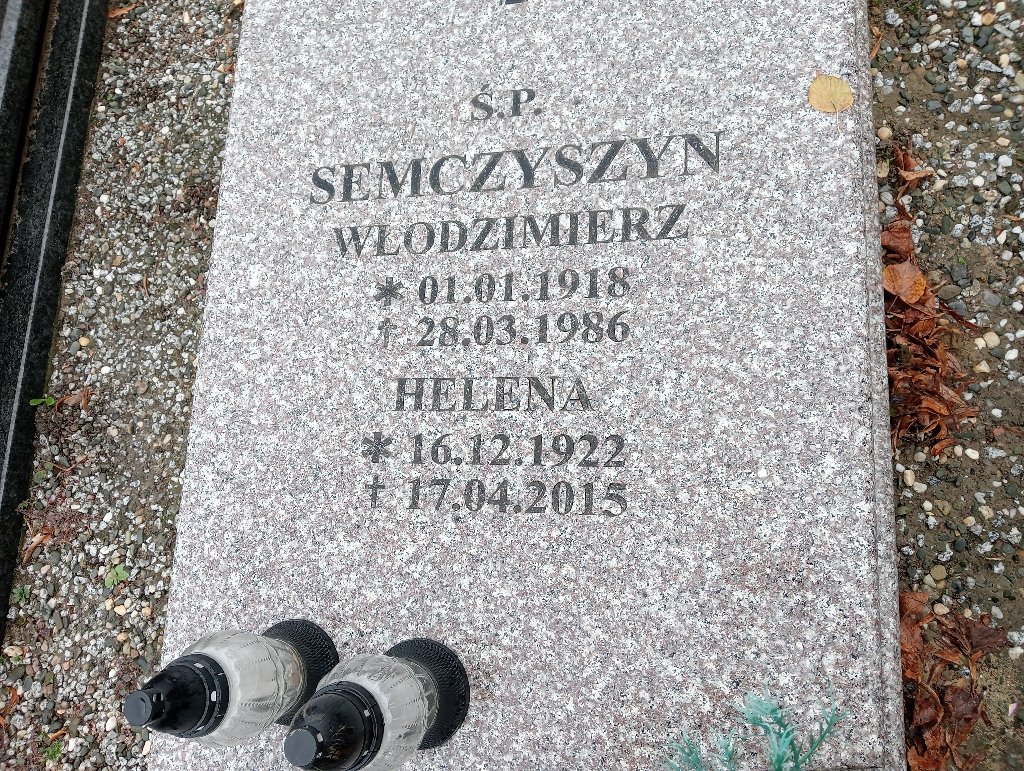 Ś.P.
SEMCZYSZYN
WŁODZIMIERZ
* 01.01.1918
† 28.03.1986
HELENA
* 16.12.1922
† 17.04.2015